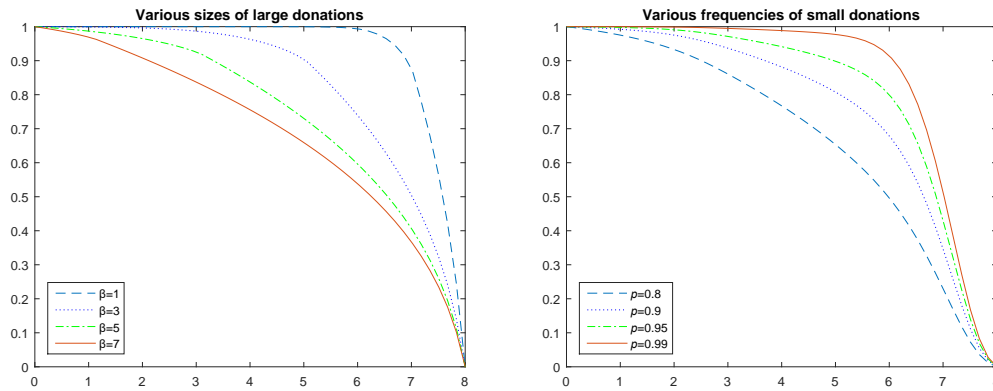 Various sizes of large donations
1
0.9
0.8
0.7
0.6
0.5
0.4
0.3
0.2
0.1
0
β=1
β=3
β=5
β=7
0 1 2 3 4 5 6 7 8
Various frequencies of small donations
1
0.9
0.8
0.7
0.6
0.5
0.4
0.3
0.2
0.1
0
p=0.8
p=0.9
p=0.95
p=0.99
0 1 2 3 4 5 6 7